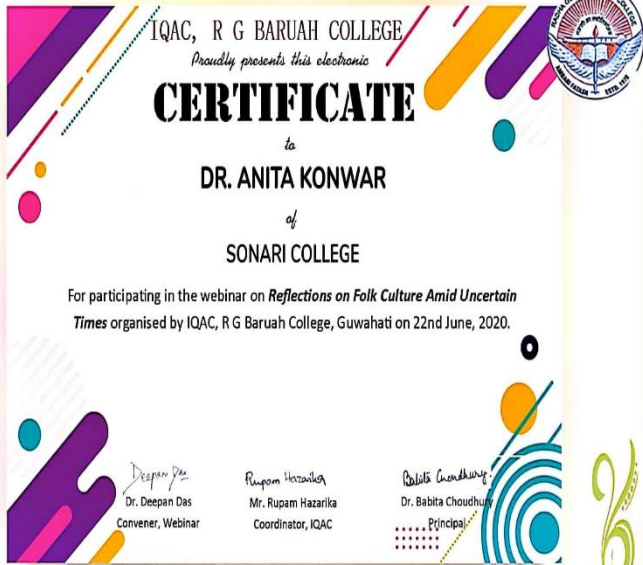 IQAC, R G BARUAH COLLEGE
Proudly presents this electronic
CERTIFICATE
to
DR. ANITA KONWAR
of
SONARI COLLEGE
For participating in the webinar on Reflections on Folk Culture Amid Uncertain
Times organised by IQAC, R G Baruah College, Guwahati on 22nd June, 2020.
Deepan Das
Rupam Hazarika
Babita Choudhury
Dr. Deepan Das
Mr. Rupam Hazarika
Dr. Babita Choudhury
Convener, Webinar
Coordinator, IQAC
Principal
COLLEGE
ESTD. 1978